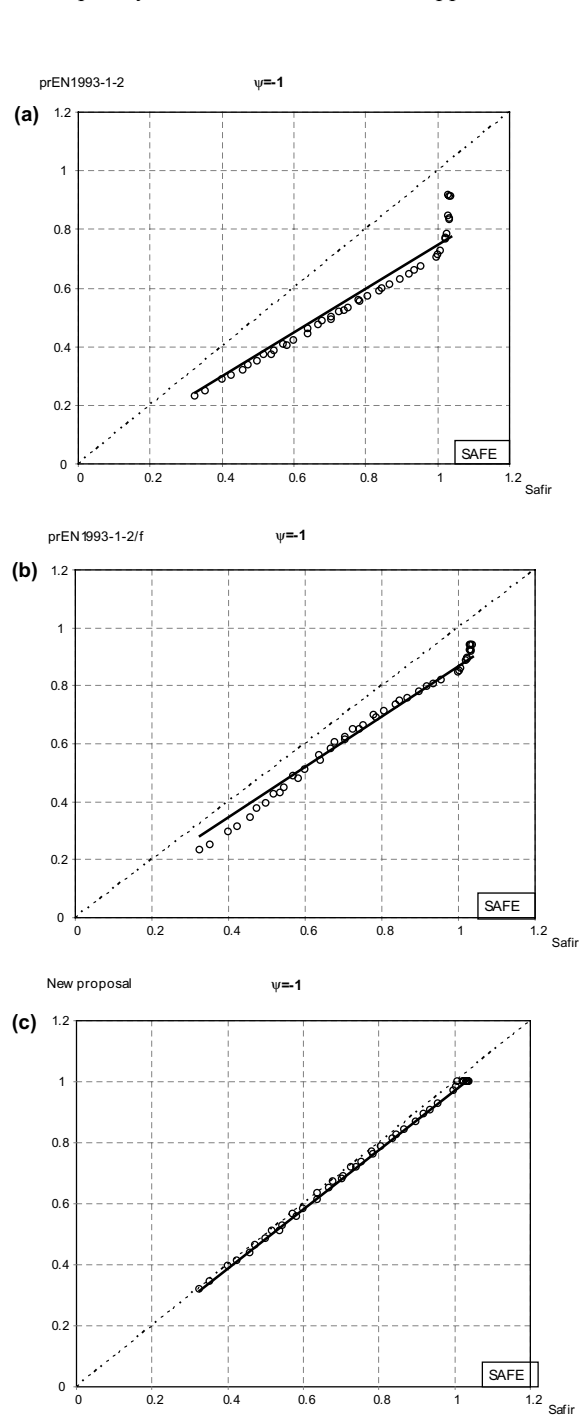 prEN1993-1-2 ψ=-1
(a)
1.2
1
0.8
0.6
0.4
0.2
0
SAFE
0 0.2 0.4 0.6 0.8 1 1.2
Safir
prEN1993-1-2/f ψ=-1
(b)
1.2
1
0.8
0.6
0.4
0.2
0
SAFE
0 0.2 0.4 0.6 0.8 1 1.2
Safir
New proposal ψ=-1
(c)
1.2
1
0.8
0.6
0.4
0.2
0
SAFE
0 0.2 0.4 0.6 0.8 1 1.2
Safir